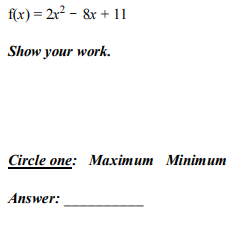 f(x) = 2x² − 8x + 11
Show your work.
Circle one: Maximum Minimum
Answer: __________